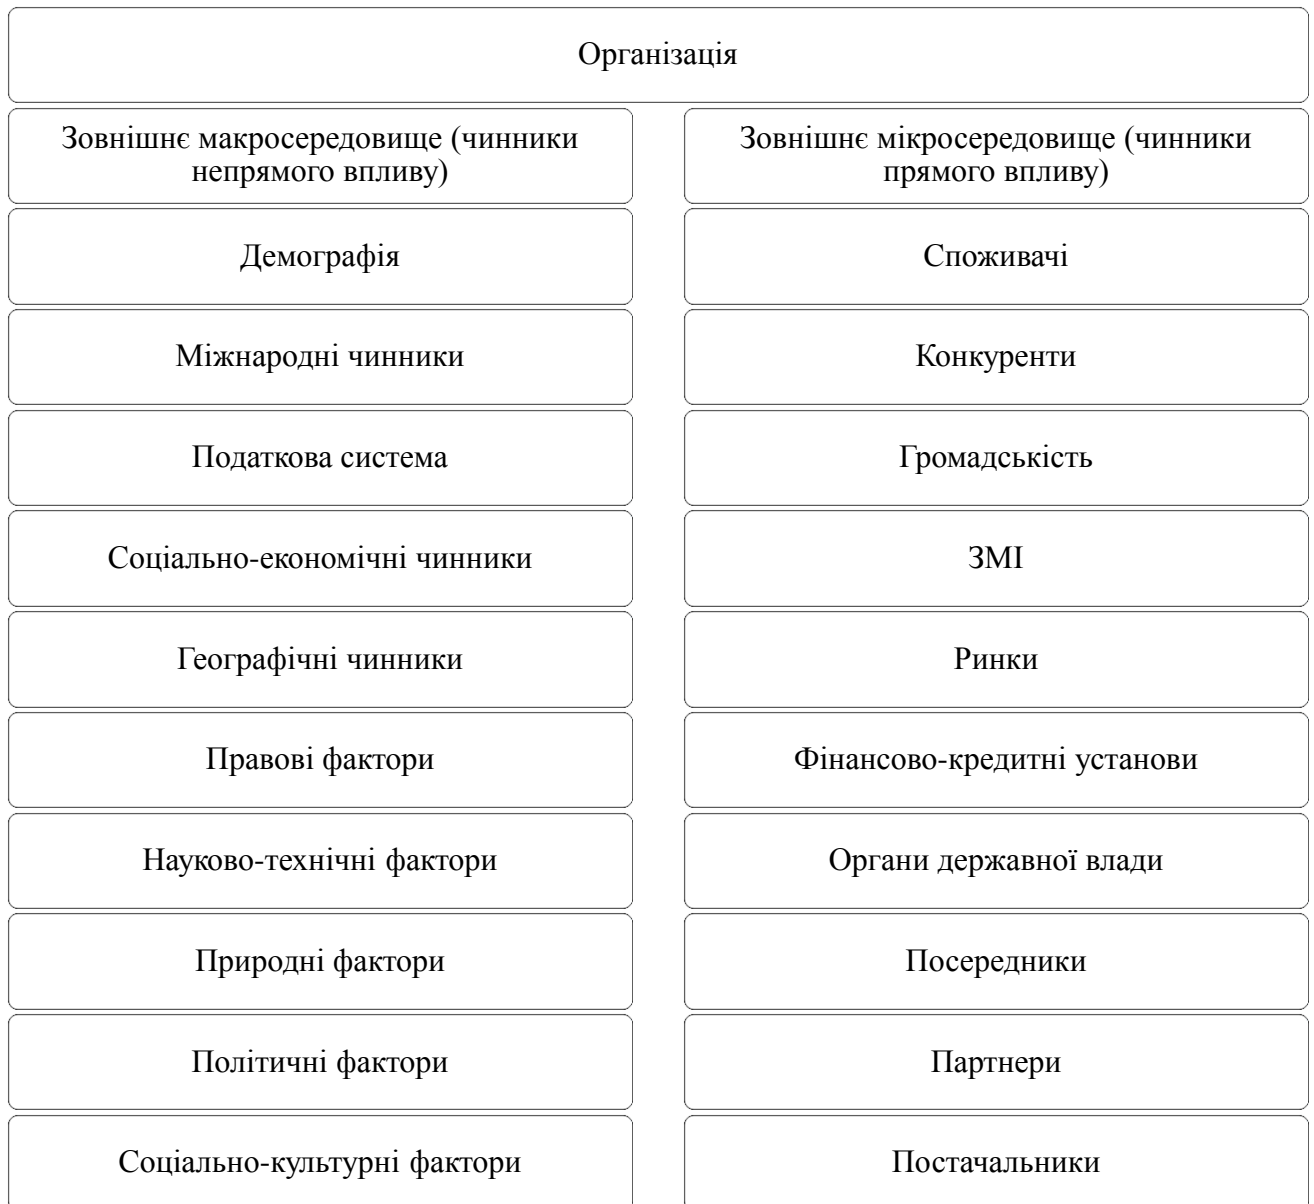 Організація
Зовнішнє макросередовище (чинники
непрямого впливу)
Демографія
Міжнародні чинники
Податкова система
Соціально-економічні чинники
Географічні чинники
Правові фактори
Науково-технічні фактори
Природні фактори
Політичні фактори
Соціально-культурні фактори
Зовнішнє мікросередовище (чинники
прямого впливу)
Споживачі
Конкуренти
Громадськість
ЗМІ
Ринки
Фінансово-кредитні установи
Органи державної влади
Посередники
Партнери
Постачальники